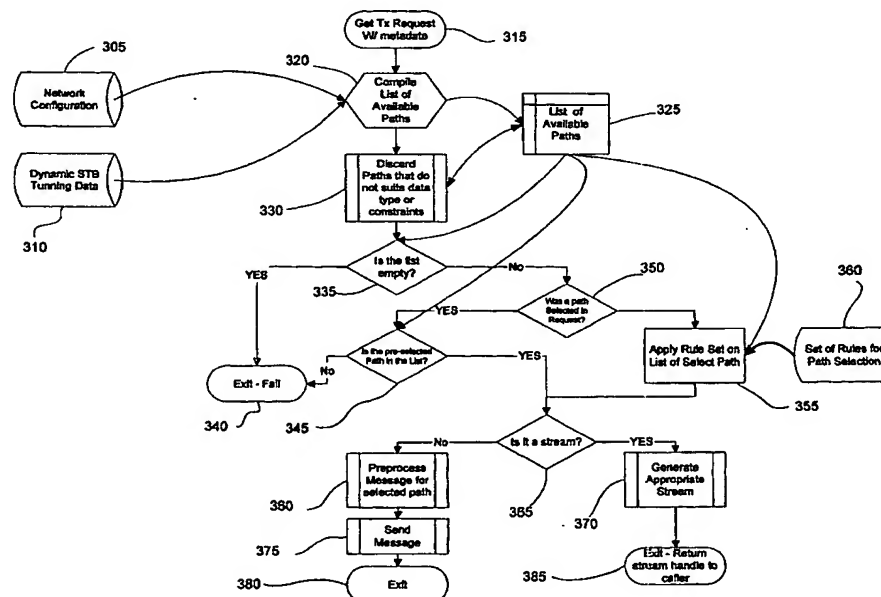 Get Tx Request
W/ metadate
315
305
320
Network
Configuration
Compile
List of
Available
Paths
List of
Available
Paths
325
Dynamic STB
Tunning Data
310
Discard
Paths that do
not suits data
type or
constraints
330
Is the list
empty?
335
YES
No
350
Was a path
Selected in
Request?
360
YES
Is the pre-selected
Path in the List?
345
No
YES
Exit - Fail
340
Apply Rule Set on
List of Select Path
355
Set of Rules for
Path Selection
Is it a stream?
365
No
YES
Preprocess
Message for
selected path
360
Generate
Appropriate
Stream
370
Send
Message
375
Exit
380
Exit - Return
stream handle to
caller
385